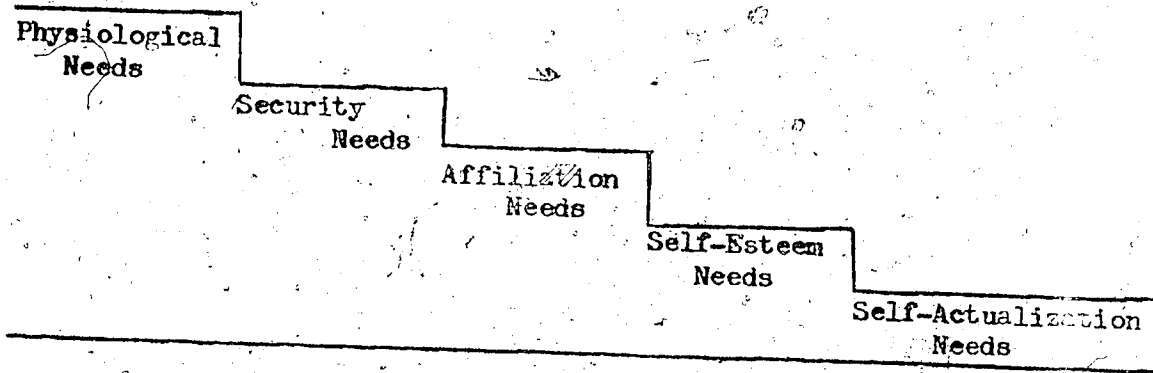 Physiological
Needs
Security
Needs
Affiliation
Needs
Self-Esteem
Needs
Self-Actualization
Needs